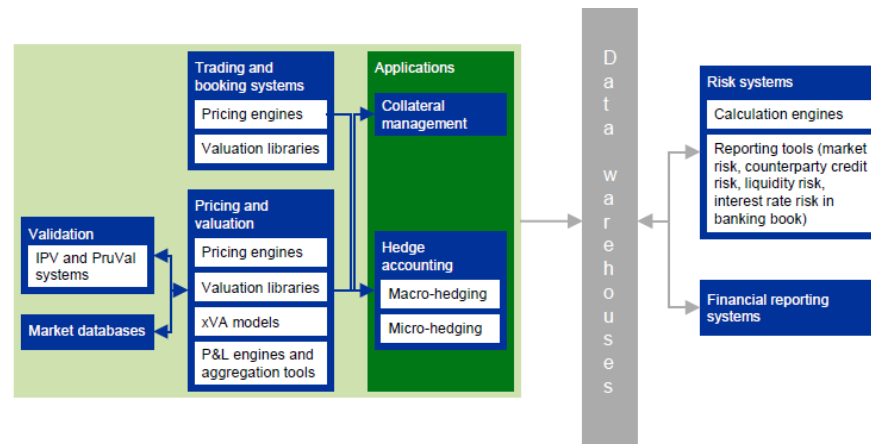 Trading and
booking systems
Pricing engines
Valuation libraries
Pricing and
valuation
Pricing engines
Valuation libraries
xVA models
P&L engines and
aggregation tools
Validation
IPV and PruVal
systems
Market databases
Applications
Collateral
management
Hedge
accounting
Macro-hedging
Micro-hedging
Data warehouses
Risk systems
Calculation engines
Reporting tools (market
risk, counterparty credit
risk, liquidity risk,
interest rate risk in
banking book)
Financial reporting
systems